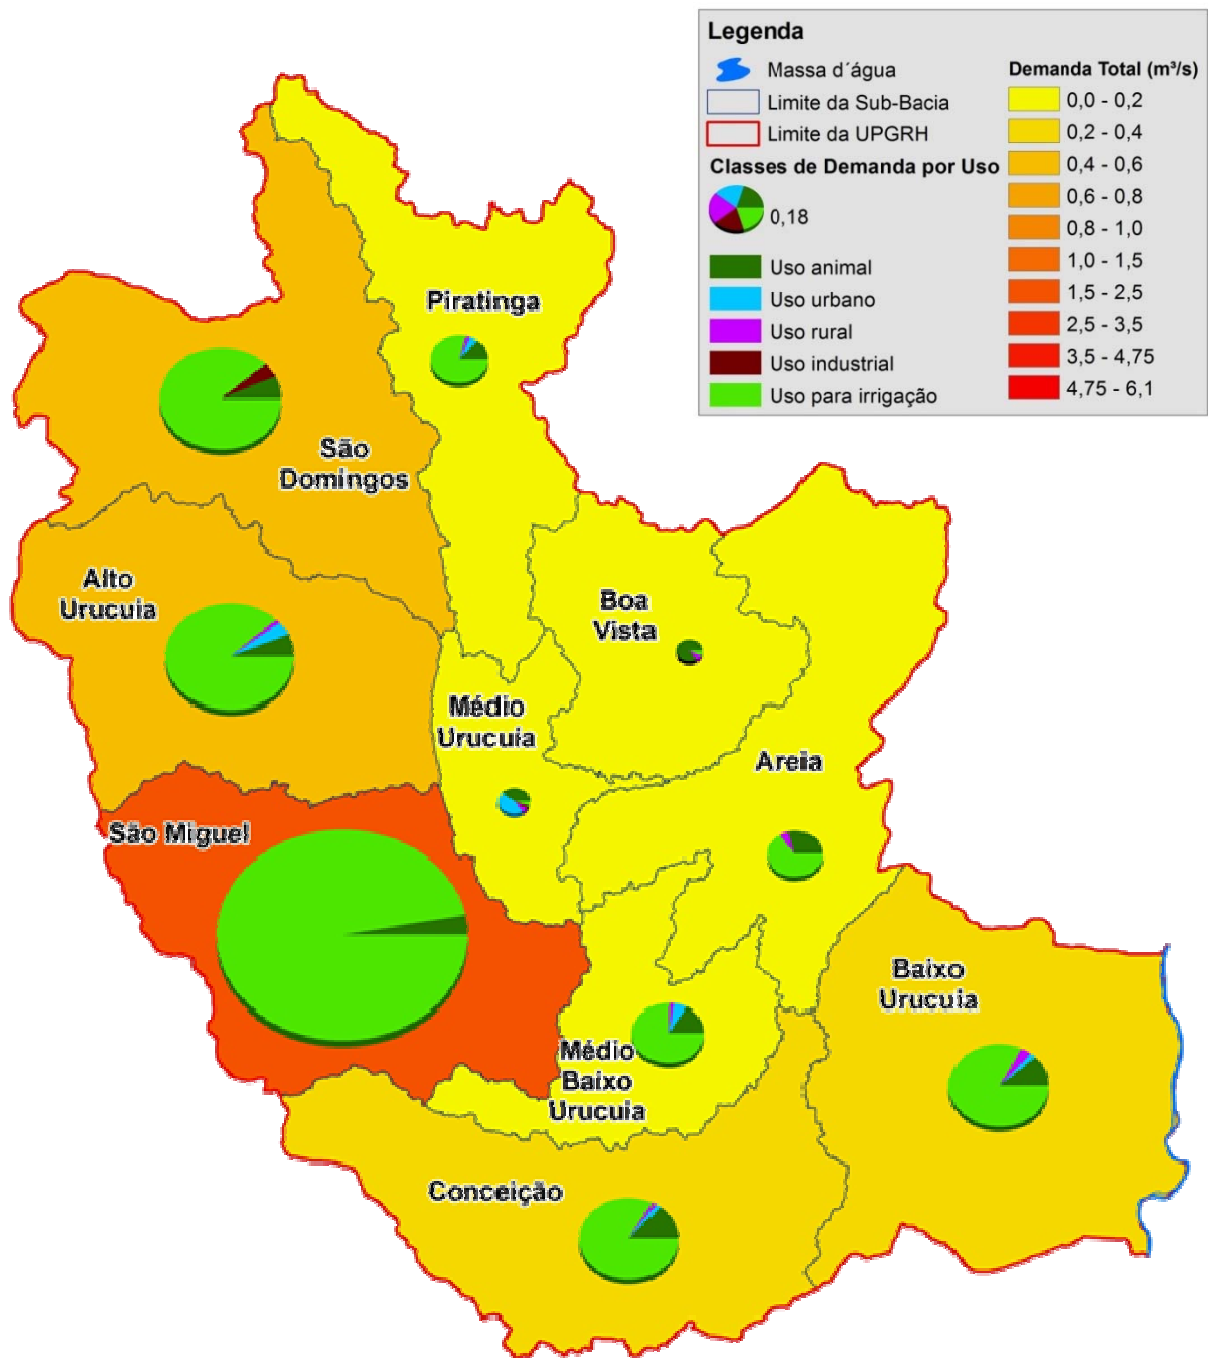 Legenda
Massa d´água
Limite da Sub-Bacia
Limite da UPGRH
Classes de Demanda por Uso
0,18
Uso animal
Uso urbano
Uso rural
Uso industrial
Uso para irrigação
Demanda Total (m³/s)
0,0 - 0,2
0,2 - 0,4
0,4 - 0,6
0,6 - 0,8
0,8 - 1,0
1,0 - 1,5
1,5 - 2,5
2,5 - 3,5
3,5 - 4,75
4,75 - 6,1
Piratinga
São
Domingos
Alto
Urucuia
Boa
Vista
Médio
Urucuia
Areia
São Miguel
Baixo
Urucuia
Médio
Baixo
Urucuia
Conceição